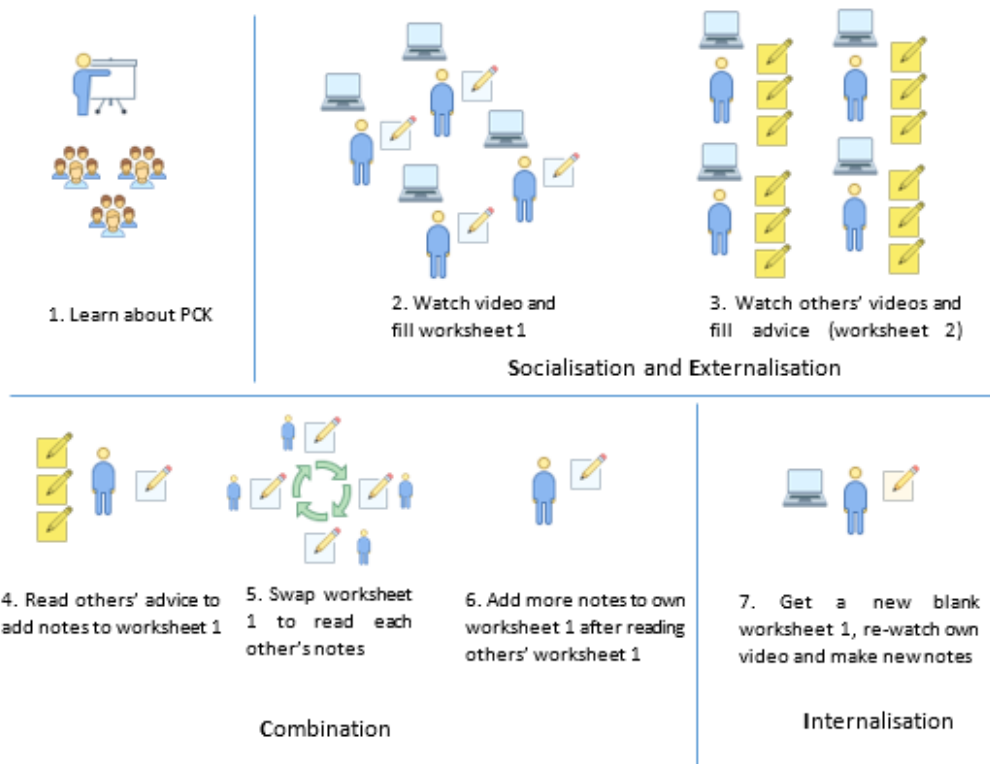 1. Learn about PCK
2. Watch video and
fill worksheet 1
3. Watch others' videos and
fill advice (worksheet 2)
Socialisation and Externalisation
4. Read others' advice to
add notes to worksheet 1
5. Swap worksheet
1 to read each
other's notes
6. Add more notes to own
worksheet 1 after reading
others' worksheet 1
Combination
7. Get a new blank
worksheet 1, re-watch own
video and make new notes
Internalisation